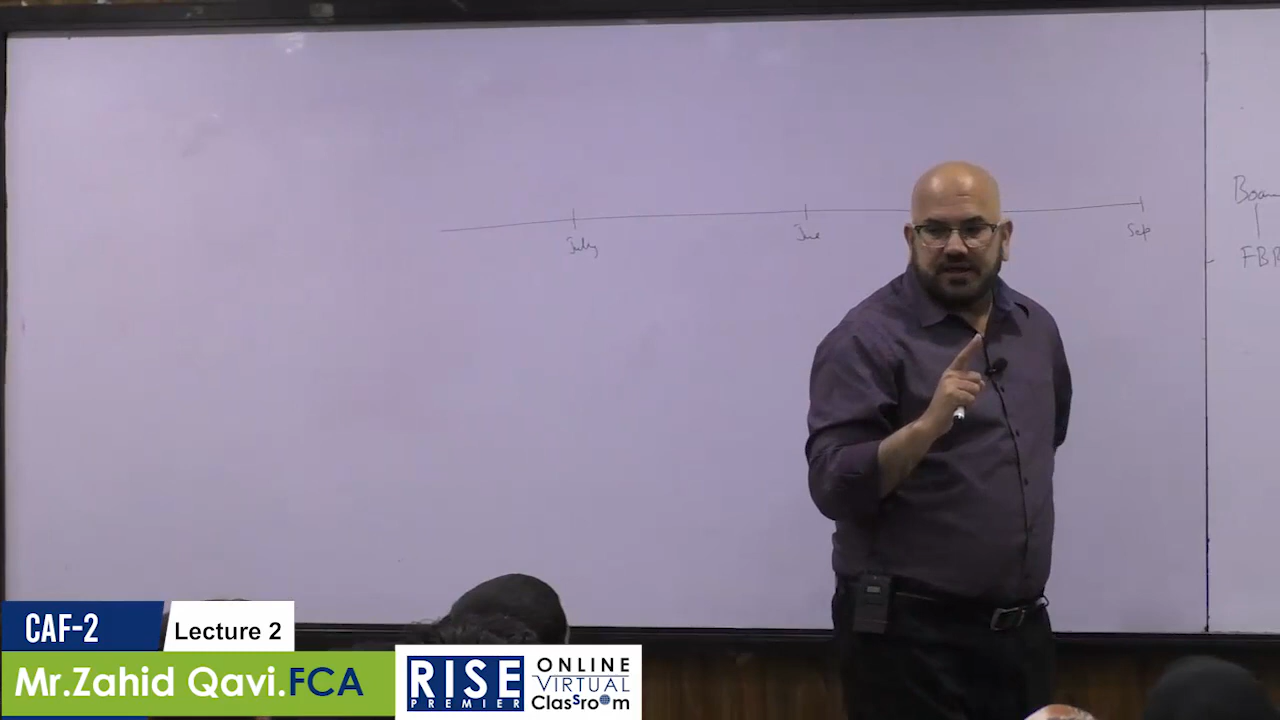 July June Sep
Boa
FBR
CAF-2
Lecture 2
Mr.Zahid Qavi.FCA
RISE
PREMIER
ONLINE
VIRTUAL
ClasSroom